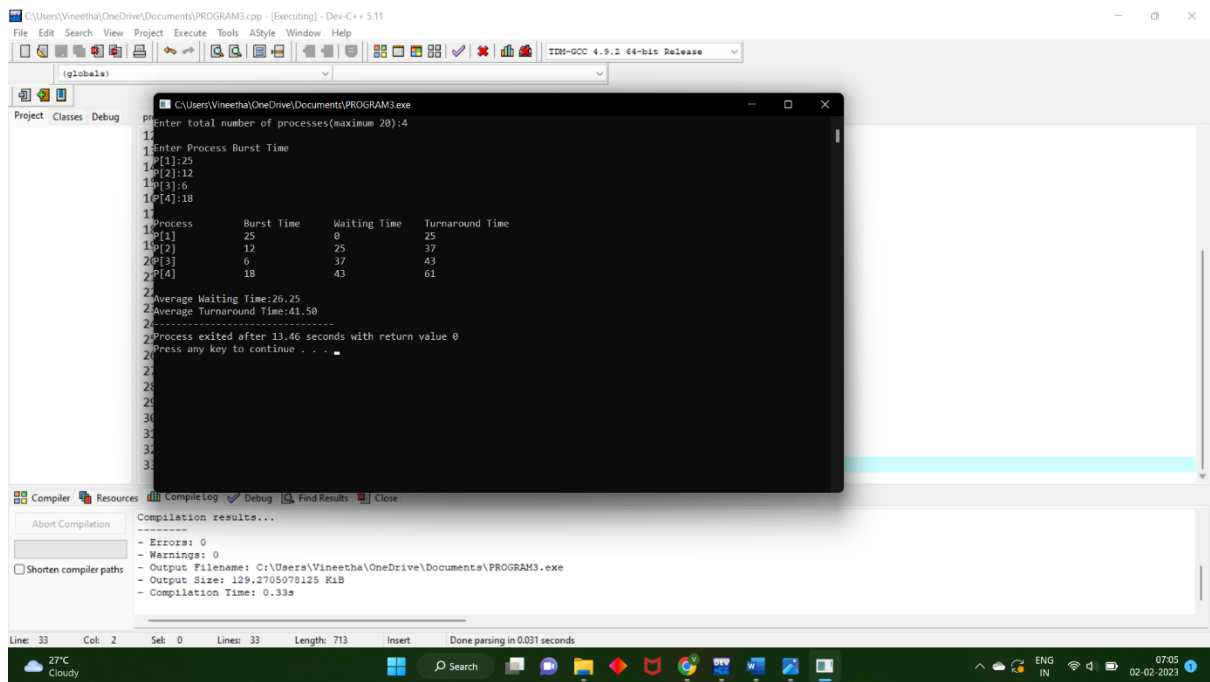 C:\Users\Vineetha\OneDrive\Documents\PROGRAM3.cpp - [Executing] - Dev-C++ 5.11
File Edit Search View Project Execute Tools AStyle Window Help
TDM-GCC 4.9.2 64-bit Release
(globals)
Project Classes Debug
C:\Users\Vineetha\OneDrive\Documents\PROGRAM3.exe
Enter total number of processes(maximum 20):4
Enter Process Burst Time
P[1]:25
P[2]:12
P[3]:6
P[4]:18
Process Burst Time Waiting Time Turnaround Time
P[1] 25 0 25
P[2] 12 25 37
P[3] 6 37 43
P[4] 18 43 61
Average Waiting Time:26.25
Average Turnaround Time:41.50
--------------------------------
Process exited after 13.46 seconds with return value 0
Press any key to continue . . .
Compiler Resources Compile Log Debug Find Results Close
Abort Compilation
Shorten compiler paths
Compilation results...
--------
- Errors: 0
- Warnings: 0
- Output Filename: C:\Users\Vineetha\OneDrive\Documents\PROGRAM3.exe
- Output Size: 129.2705078125 KiB
- Compilation Time: 0.33s
Line: 33 Col: 2 Sel: 0 Lines: 33 Length: 713 Insert Done parsing in 0.031 seconds
27°C
Cloudy
Search
DEV
ENG
IN
07:05
02-02-2023
1